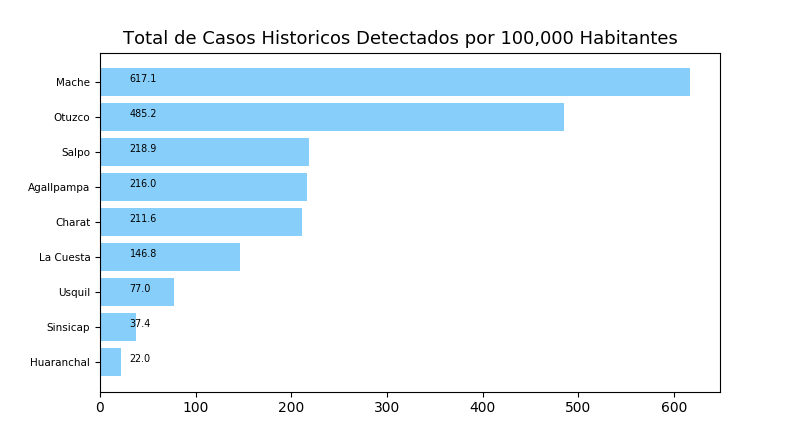 Total de Casos Historicos Detectados por 100,000 Habitantes
Mache 617.1
Otuzco 485.2
Salpo 218.9
Agallpampa 216.0
Charat 211.6
La Cuesta 146.8
Usquil 77.0
Sinsicap 37.4
Huaranchal 22.0
0 100 200 300 400 500 600